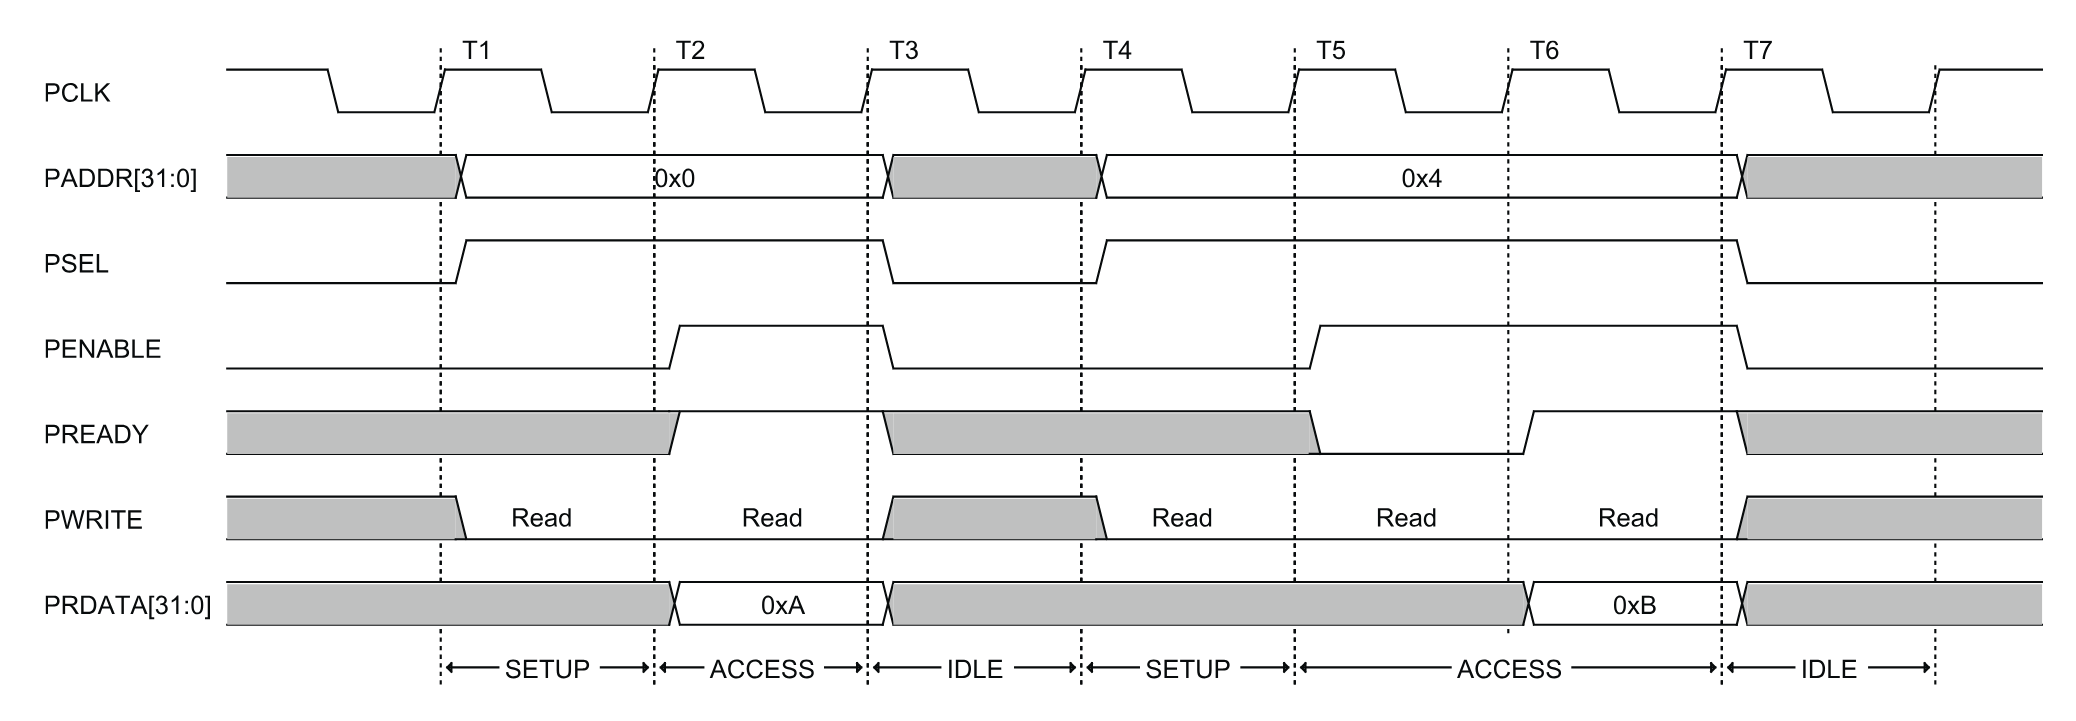 T1 T2 T3 T4 T5 T6 T7
PCLK
PADDR[31:0] 0x0 0x4
PSEL
PENABLE
PREADY
PWRITE Read Read Read Read Read
PRDATA[31:0] 0xA 0xB
SETUP ACCESS IDLE SETUP ACCESS IDLE